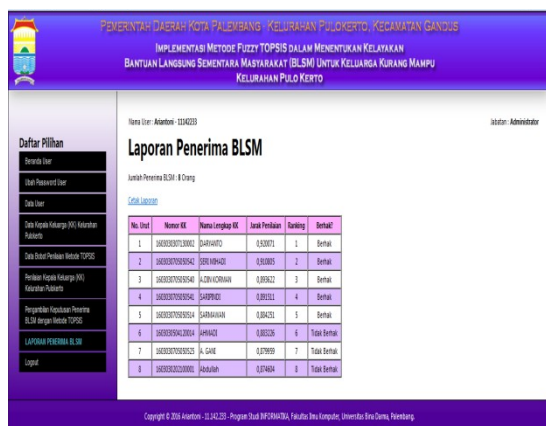 PEMERINTAH DAERAH KOTA PALEMBANG - KELURAHAN PULOKERTO, KECAMATAN GANDUS
IMPLEMENTASI METODE FUZZY TOPSIS DALAM MENENTUKAN KELAYAKAN
BANTUAN LANGSUNG SEMENTARA MASYARAKAT (BLSM) UNTUK KELUARGA KURANG MAMPU
KELURAHAN PULO KERTO
Nama User : Ariantoni - 11142233 Jabatan : Administrator
Daftar Pilihan
Beranda User
Ubah Password User
Data User
Data Kepala Keluarga (KK) Kelurahan
Pulokerto
Data Bobot Penilaian Metode TOPSIS
Penilaian Kepala Keluarga (KK)
Kelurahan Pulokerto
Pengambilan Keputusan Penerima
BLSM dengan Metode TOPSIS
LAPORAN PENERIMA BLSM
Logout
Laporan Penerima BLSM
Jumlah Penerima BLSM : 8 Orang
Cetak Laporan
No. Urut Nomor KK Nama Lengkap KK Jarak Penilaian Ranking Berhak?
1 DARYANTO 0,920071 1 Berhak
2 0,910805 2 Berhak
3 0,893622 3 Berhak
4 0,891511 4 Berhak
5 SARMAWAN 0,884251 5 Berhak
6 AHMADI 0,883226 6 Tidak Berhak
7 A. GANI 0,879939 7 Tidak Berhak
8 Abdullah 0,874604 8 Tidak Berhak
Copyright © 2016 Ariantoni - 11.142.233 - Program Studi INFORMATIKA, Fakultas Ilmu Komputer, Universitas Bina Darma, Palembang.